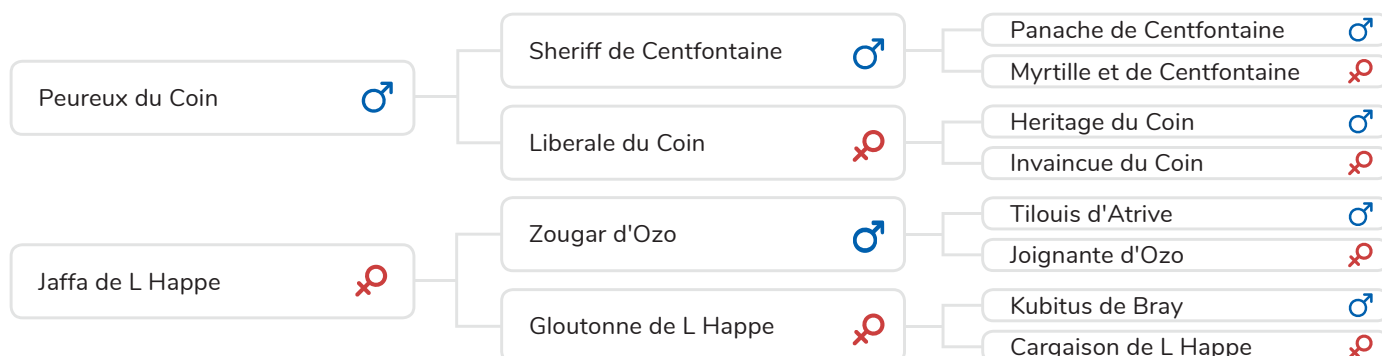 Peureux du Coin
Sheriff de Centfontaine
Panache de Centfontaine
Myrtille et de Centfontaine
Liberale du Coin
Heritage du Coin
Invaincue du Coin
Jaffa de L Happe
Zougar d'Ozo
Tilouis d'Atrive
Joignante d'Ozo
Gloutonne de L Happe
Kubitus de Bray
Cargaison de L Happe